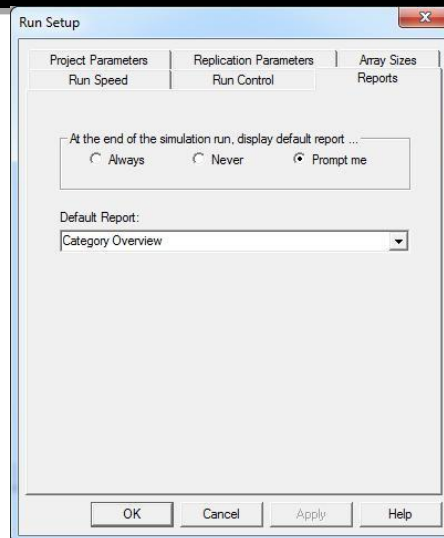 Run Setup
Project Parameters Replication Parameters Array Sizes
Run Speed Run Control Reports
At the end of the simulation run, display default report ...
Always Never Prompt me
Default Report:
Category Overview
OK Cancel Apply Help